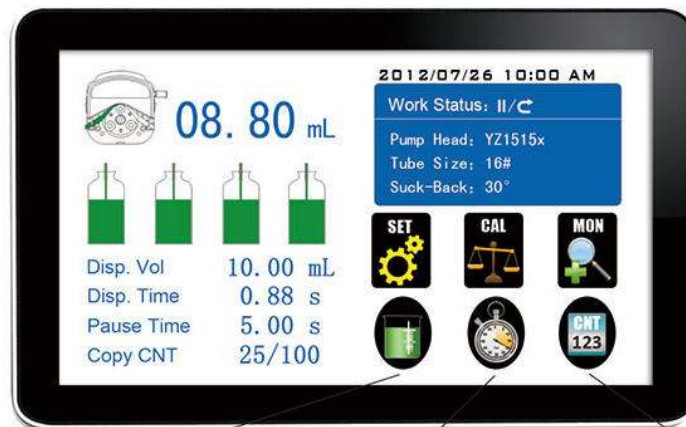 2012/07/26 10:00 AM
08.80 mL
Work Status: II/
Pump Head: YZ1515x
Tube Size: 16#
Suck-Back: 30°
SET
CAL
MON
Disp. Vol 10.00 mL
Disp. Time 0.88 s
Pause Time 5.00 s
Copy CNT 25/100
CNT
123